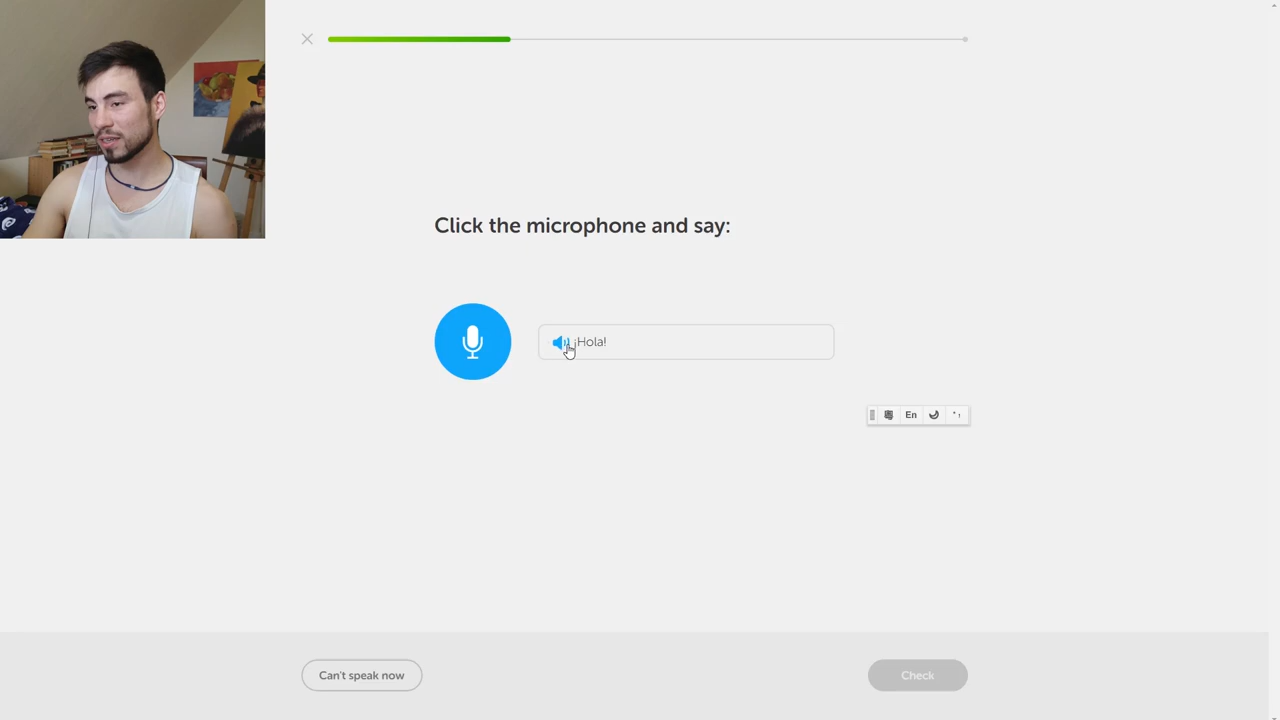 Click the microphone and say:
¡Hola!
En
Can't speak now
Check